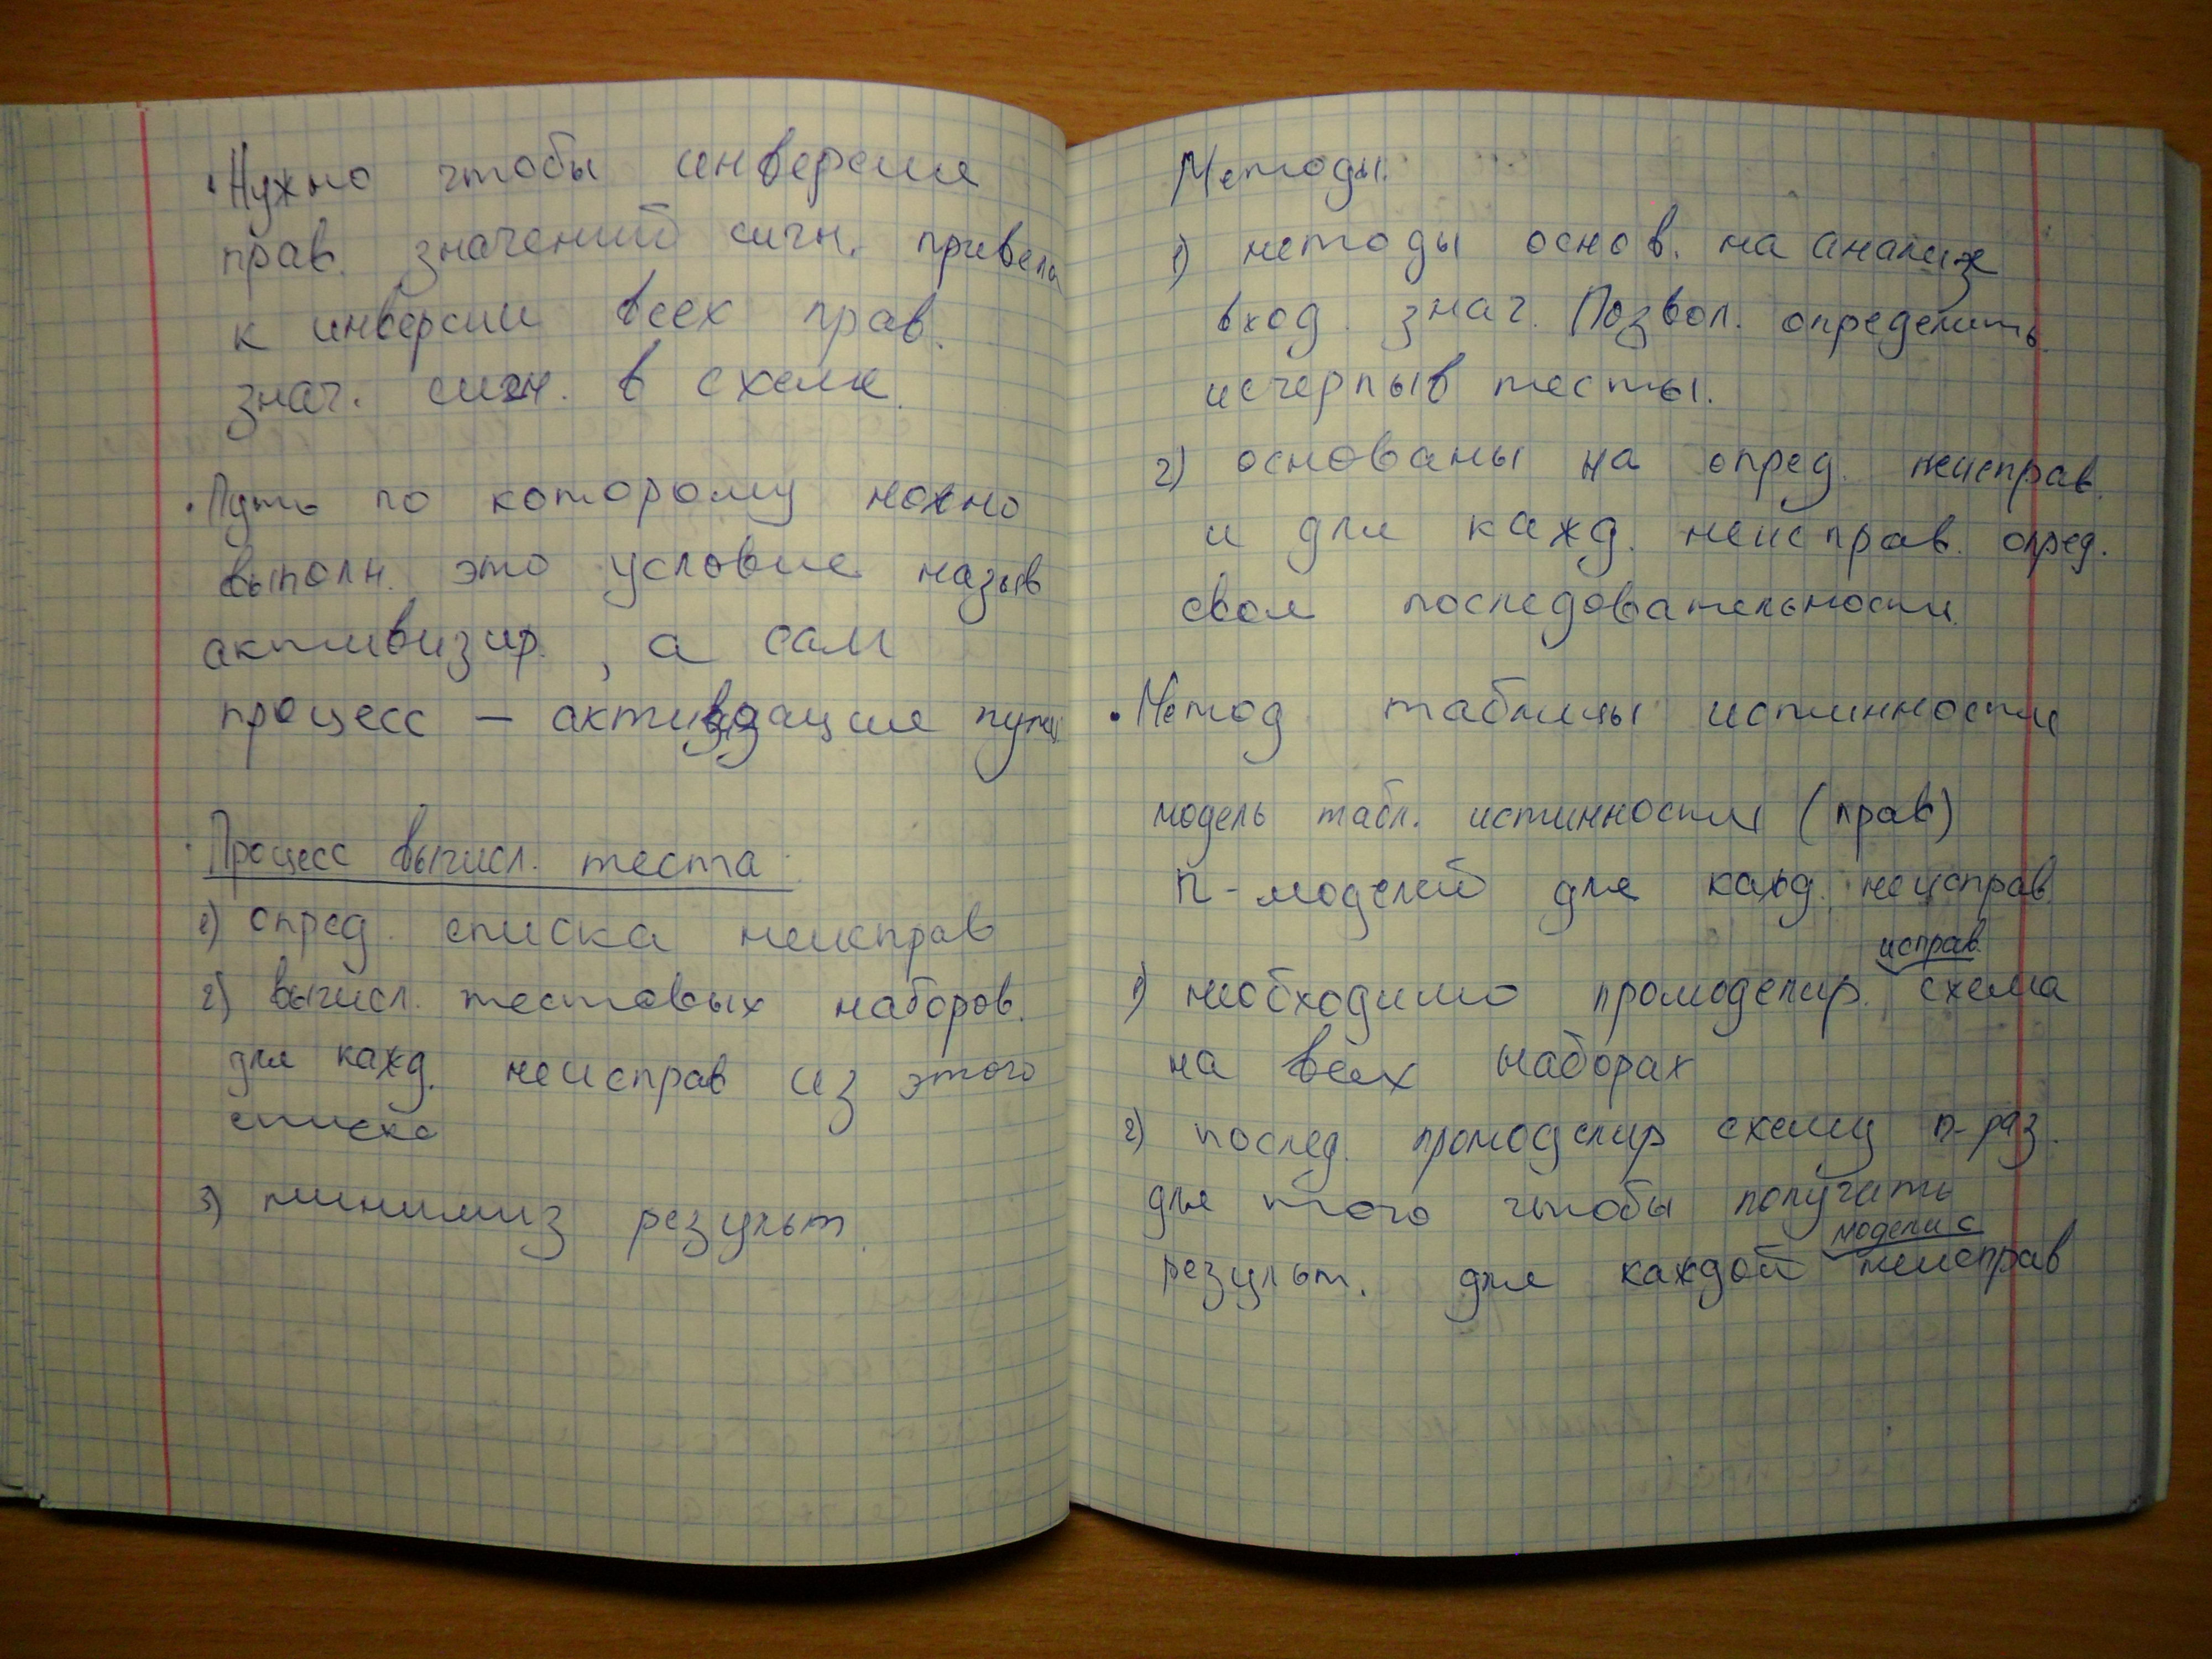 • Нужно чтобы инверсия
прав. значений сигн. привела
к инверсии всех прав.
знач. сигн. в схеме.
• Путь по которому можно
выполн. это условие назыв
активизир., а сам
процесс – активизация пути
• Процесс вычисл. теста:
1) опред. списка неисправ
2) вычисл. тестовых наборов.
для кажд. неисправ из этого
списка
3) минимиз результ.
Методы.
1) методы основ. на анализе
вход. знач. Позвол. определить
исчерпыв тесты.
2) основаны на опред. неисправ.
и для кажд. неисправ. опред.
свои последовательности.
• Метод таблицы истинности
модель табл. истинности (прав)
n - моделей для кажд. неисправ
исправ.
1) необходимо промоделир. схема
на всех наборах
2) послед. промоделир схему n-раз.
для того чтобы получать
модели с
результ. для каждой неисправ